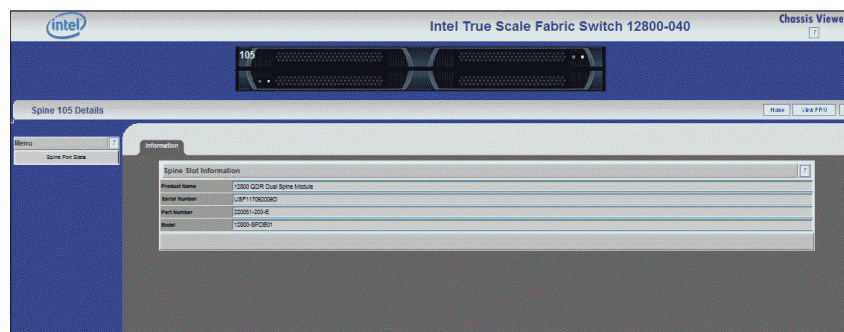 intel
Intel True Scale Fabric Switch 12800-040
Chassis Viewe
?
105
Spine 105 Details
Home
View FRU
Menu
?
Spine Port Stats
Information
Spine Slot Information
?
Product Name 12800 QDR Dual Spine Module
Serial Number USF117092009D
Part Number 220051-203-E
Model 12800-SPDB01